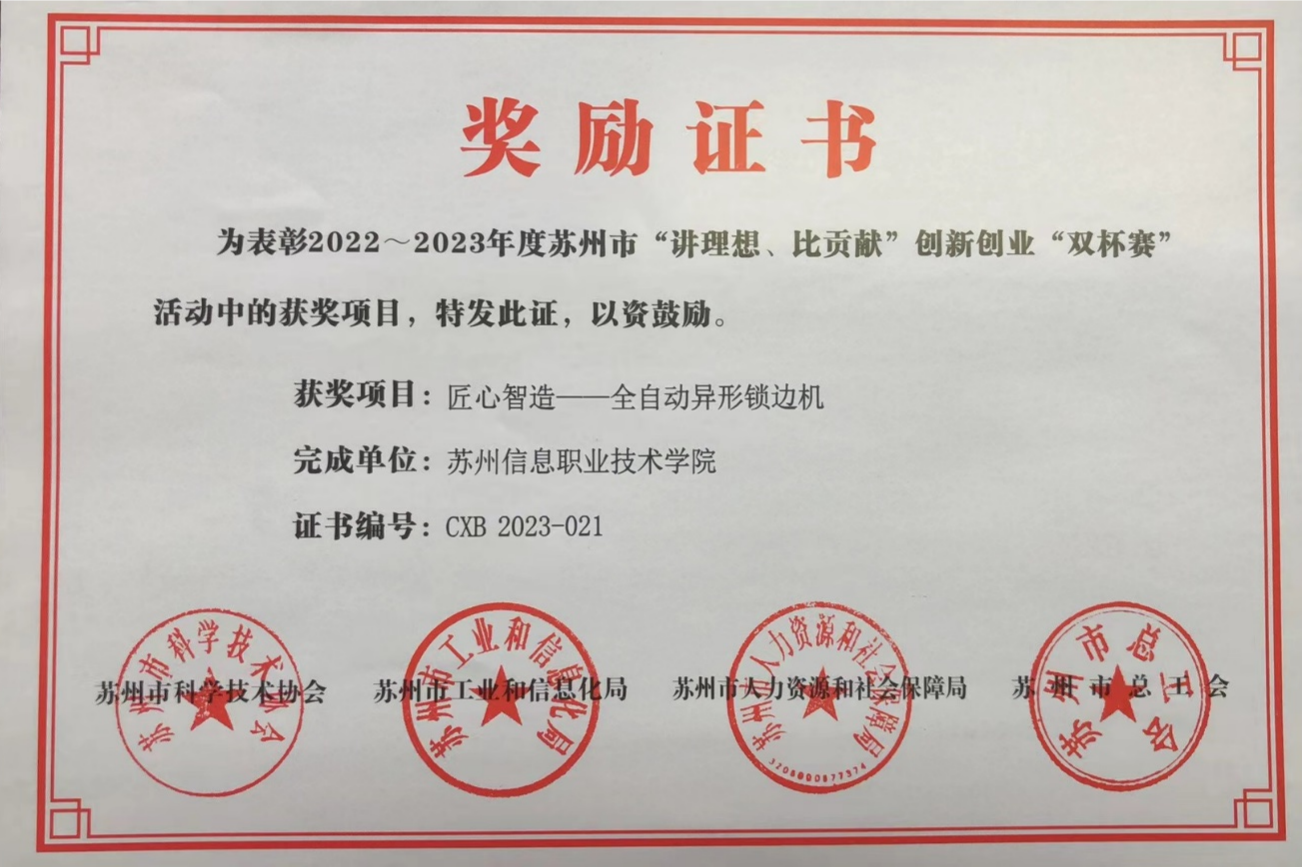 奖励证书
为表彰2022～2023年度苏州市“讲理想、比贡献”创新创业“双杯赛”
活动中的获奖项目，特发此证，以资鼓励。
获奖项目：匠心智造——全自动异形锁边机
完成单位：苏州信息职业技术学院
证书编号：CXB 2023-021
苏州市科学技术协会 苏州市工业和信息化局 苏州市人力资源和社会保障局 苏州市总工会
苏州市科学技术协会
苏州市工业和信息化局
苏州市人力资源和社会保障局
苏州市总工会